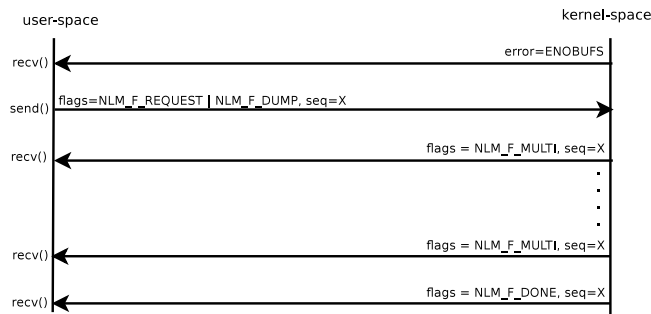 user-space
kernel-space
error=ENOBUFS
recv()
flags=NLM_F_REQUEST | NLM_F_DUMP, seq=X
send()
flags = NLM_F_MULTI, seq=X
recv()
flags = NLM_F_MULTI, seq=X
recv()
flags = NLM_F_DONE, seq=X
recv()